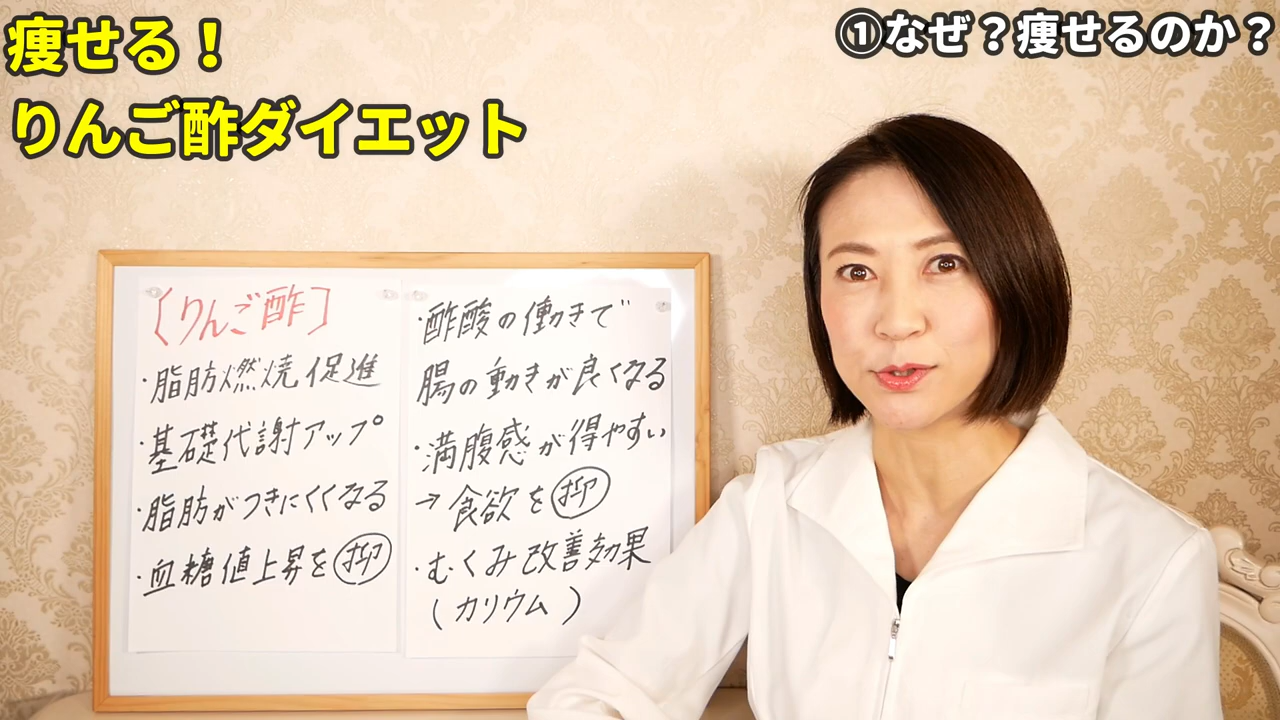 痩せる！
りんご酢ダイエット
①なぜ？痩せるのか？
〔りんご酢〕
・脂肪燃焼促進
・基礎代謝アップ
・脂肪がつきにくくなる
・血糖値上昇を抑
・酢酸の働きで
腸の動きが良くなる
・満腹感が得やすい
→食欲を抑
・むくみ改善効果
(カリウム)